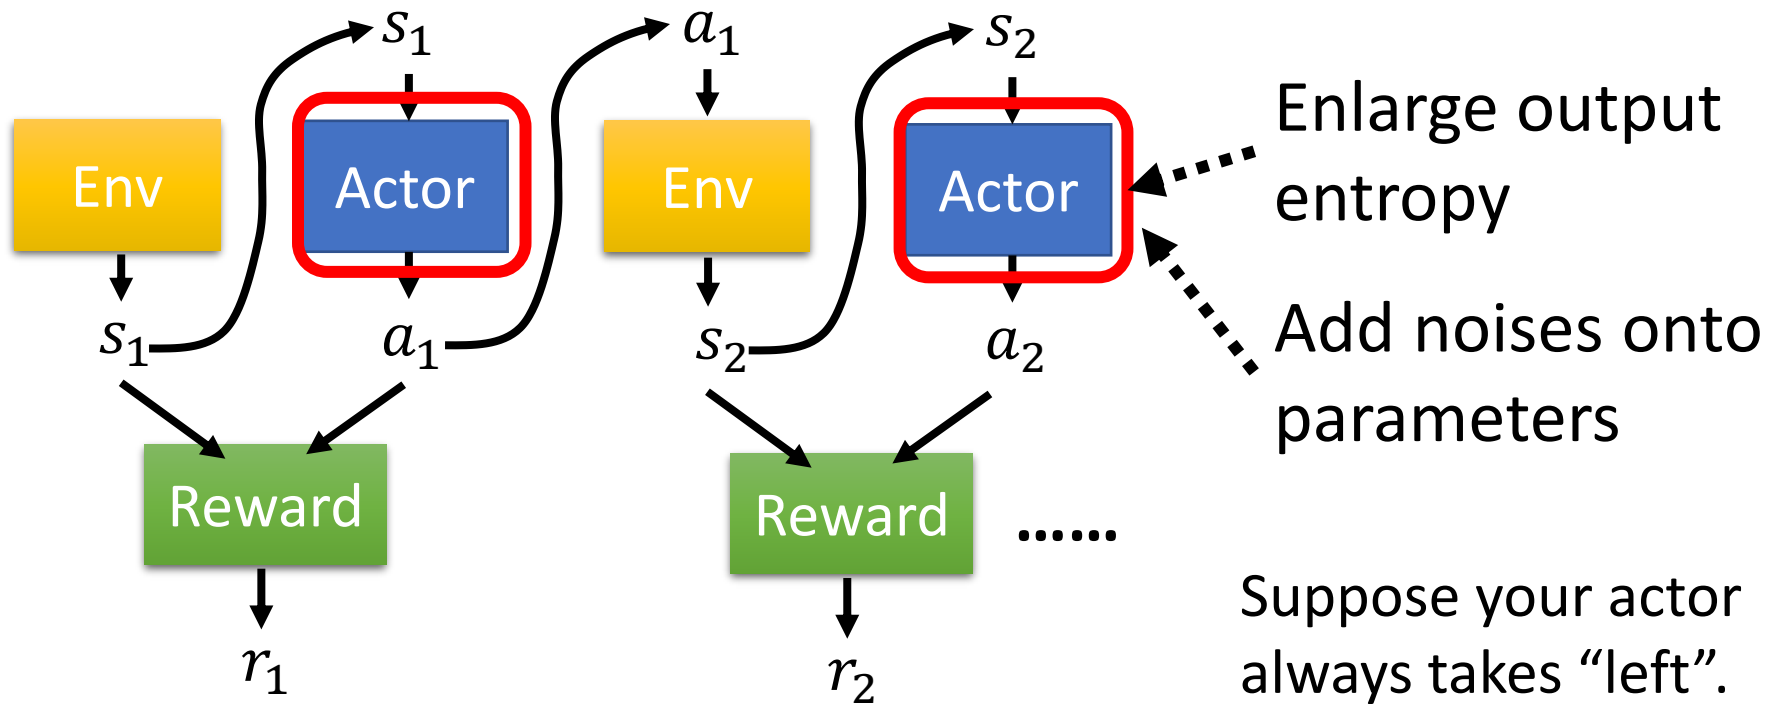 s₁
a₁
s₂
Env
Actor
Env
Actor
Enlarge output
entropy
s₁
a₁
s₂
a₂
Add noises onto
parameters
Reward
Reward
......
r₁
r₂
Suppose your actor
always takes “left”.